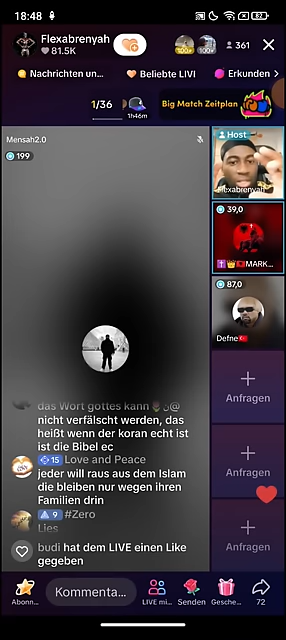 18:48
82
Flexabrenyah
81.5K
100+
100+
361
Nachrichten un...
Beliebte LIVI
Erkunden
1/36
1h46m
Big Match Zeitplan
Mensah2.0
199
Host
Flexabrenyah
39,0
MARK...
87,0
Defne
Anfragen
Anfragen
Anfragen
das Wort gottes kann
nicht verfälscht werden, das
heißt wenn der koran echt ist
ist die Bibel ec
15 Love and Peace
jeder will raus aus dem Islam
die bleiben nur wegen ihren
Familien drin
9 #Zero
Lies
budi hat dem LIVE einen Like
gegeben
Abonn...
Kommenta...
LIVE mi...
Senden
Gesche...
72